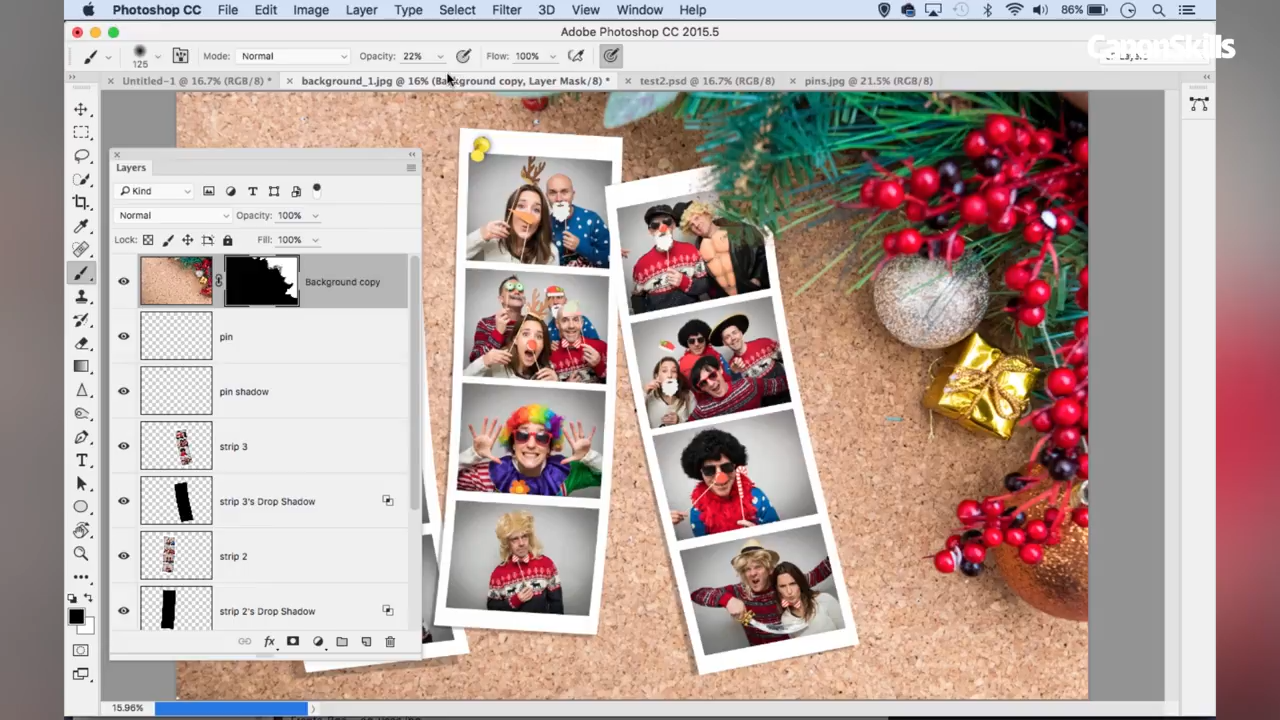 Photoshop CC File Edit Image Layer Type Select Filter 3D View Window Help 86%
Adobe Photoshop CC 2015.5
CanonSkills
125 Mode: Normal Opacity: 22% Flow: 100%
Untitled-1 @ 16.7% (RGB/8) * background_1.jpg @ 16% (Background copy, Layer Mask/8) * test2.psd @ 16.7% (RGB/8) pins.jpg @ 21.5% (RGB/8)
Layers
Kind
Normal Opacity: 100%
Lock: Fill: 100%
Background copy
pin
pin shadow
strip 3
strip 3's Drop Shadow
strip 2
strip 2's Drop Shadow
fx
15.96%